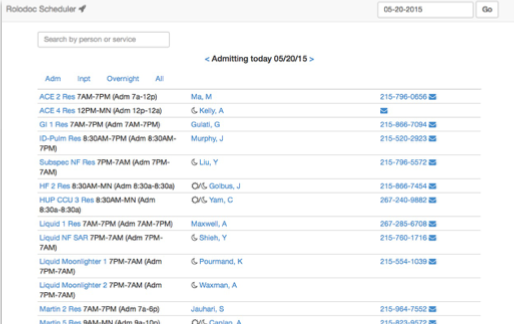 Rolodoc Scheduler
05-20-2015 Go
Search by person or service
< Admitting today 05/20/15 >
Adm Inpt Overnight All
ACE 2 Res 7AM-7PM (Adm 7a-12p) Ma, M 215-796-0656
ACE 4 Res 12PM-MN (Adm 12p-12a) Kelly, A
GI 1 Res 7AM-7PM (Adm 7AM-7PM) Gulati, G 215-866-7094
ID-Pulm Res 8:30AM-7PM (Adm 8:30AM- Murphy, J 215-520-2923
7PM)
Subspec NF Res 7PM-7AM (Adm 7PM- Liu, Y 215-796-5572
7AM)
HF 2 Res 8:30AM-MN (Adm 8:30a-8:30a) Golbus, J 215-866-7454
HUP CCU 3 Res 8:30AM-MN (Adm Yarn, C 267-240-9882
8:30a-8:30a)
Liquid 1 Res 7AM-7PM (Adm 7AM-7PM) Maxwell, A 267-285-6708
Liquid NF SAR 7PM-7AM (Adm 7PM- Shieh, Y 215-760-1716
7AM)
Liquid Moonlighter 1 7PM-7AM (Adm Pourmand, K 215-554-1039
7PM-7AM)
Liquid Moonlighter 2 7PM-7AM (Adm Waxman, A
7PM-7AM)
Martin 2 Res 7AM-7PM (Adm 7a-6p) Jauhari, S 215-964-7552
Martin 5 Res 9AM-MN (Adm 9a-10p)